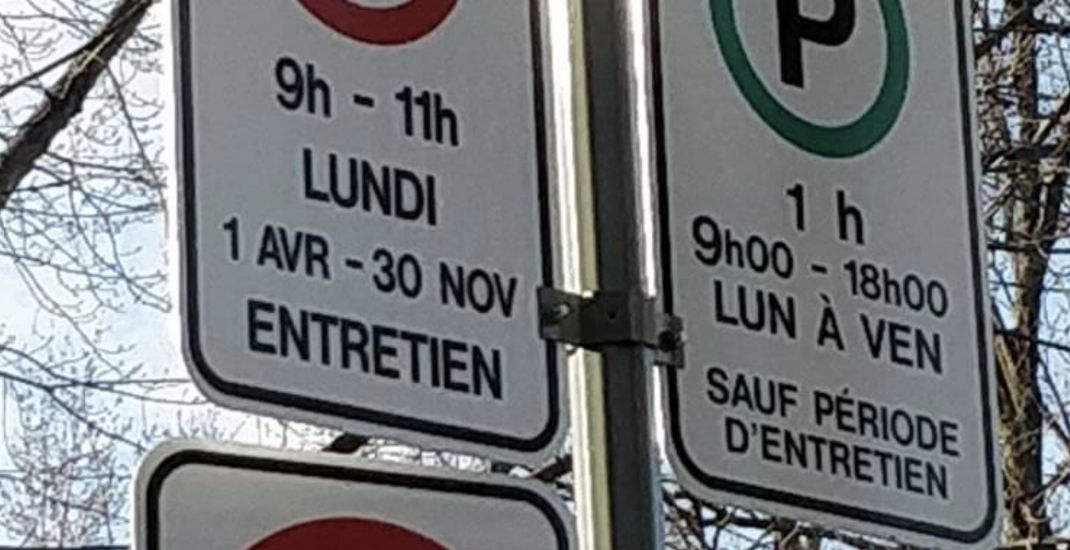 9h - 11h
LUNDI
1 AVR - 30 NOV
ENTRETIEN
P
1 h
9h00 - 18h00
LUN À VEN
SAUF PÉRIODE
D'ENTRETIEN